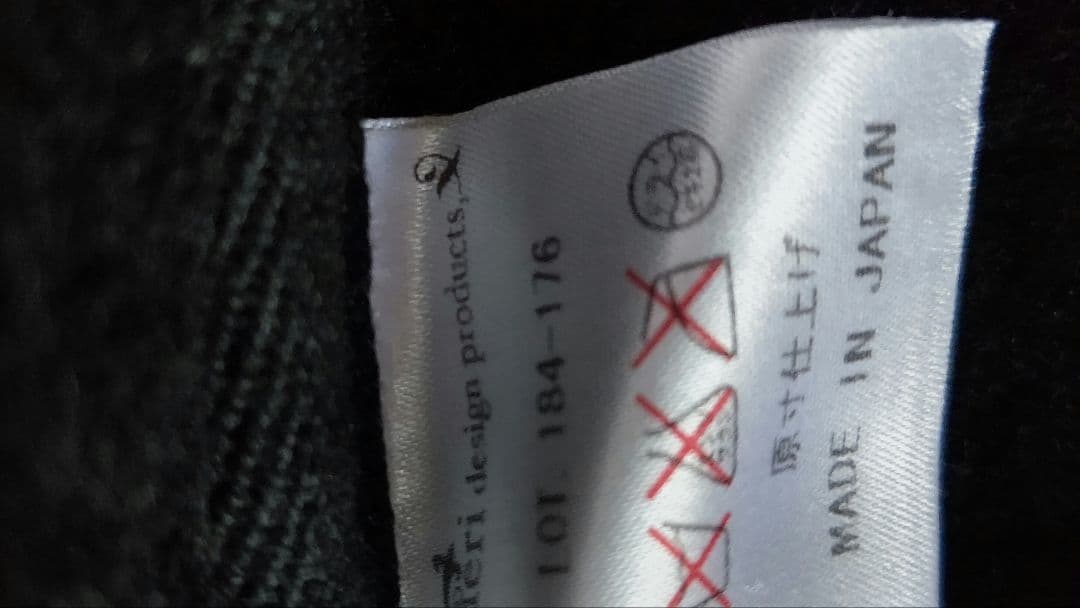 design products,
LOT. 184-176
原寸仕上げ
MADE IN JAPAN